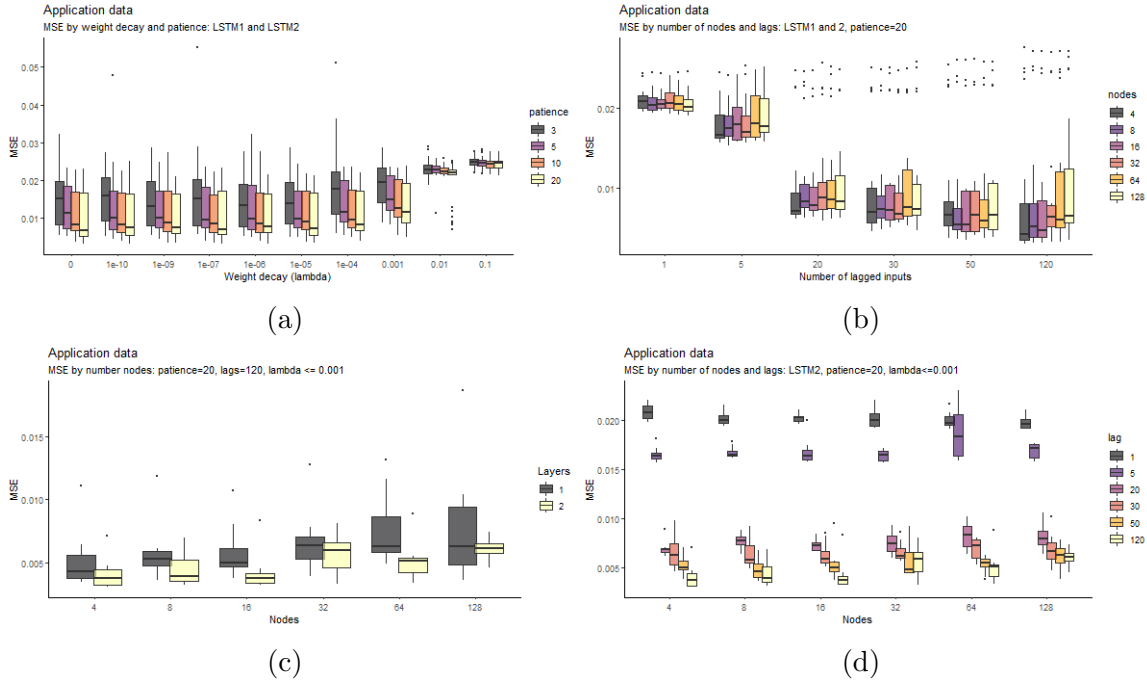 Application data
MSE by weight decay and patience: LSTM1 and LSTM2
MSE
0.05
0.04
0.03
0.02
0.01
0 1e-10 1e-09 1e-07 1e-06 1e-05 1e-04 0.001 0.01 0.1
Weight decay (lambda)
patience
3
5
10
20
(a)
Application data
MSE by number of nodes and lags: LSTM1 and 2, patience=20
MSE
0.02
0.01
1 5 20 30 50 120
Number of lagged inputs
nodes
4
8
16
32
64
128
(b)
Application data
MSE by number nodes: patience=20, lags=120, lambda <= 0.001
MSE
0.015
0.010
0.005
4 8 16 32 64 128
Nodes
Layers
1
2
(c)
Application data
MSE by number of nodes and lags: LSTM2, patience=20, lambda<=0.001
MSE
0.020
0.015
0.010
0.005
4 8 16 32 64 128
Nodes
lag
1
5
20
30
50
120
(d)